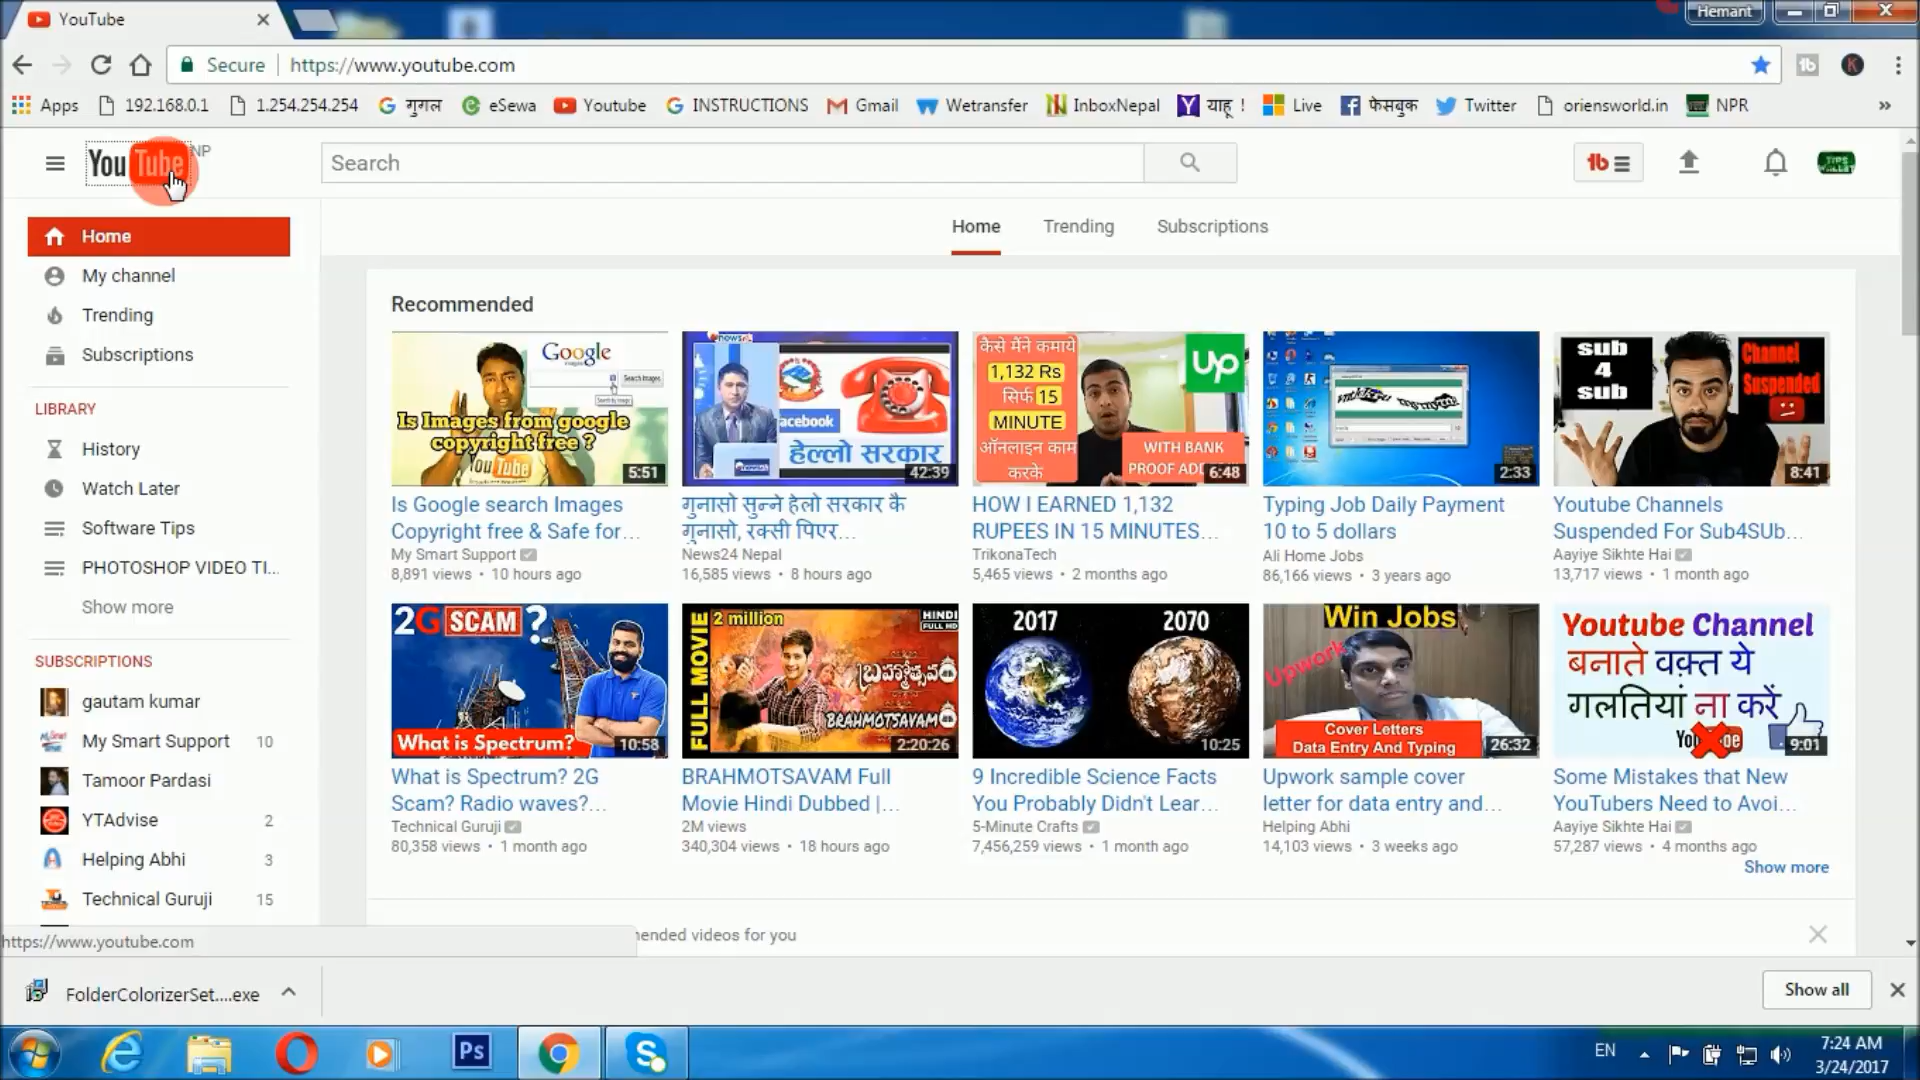 YouTube
Hemant
Secure https://www.youtube.com
Apps 192.168.0.1 1.254.254.254 गुगल eSewa Youtube INSTRUCTIONS Gmail Wetransfer InboxNepal याहू ! Live फेसबुक Twitter oriensworld.in NPR »
YouTube NP
Search
Home
My channel
Trending
Subscriptions
LIBRARY
History
Watch Later
Software Tips
PHOTOSHOP VIDEO TI...
Show more
SUBSCRIPTIONS
gautam kumar
My Smart Support 10
Tamoor Pardasi
YTAdvise 2
Helping Abhi 3
Technical Guruji 15
Home Trending Subscriptions
Recommended
Google
Search Images
Is Images from google
copyright free ?
You Tube
5:51
Is Google search Images
Copyright free & Safe for...
My Smart Support
8,891 views • 10 hours ago
facebook
हेल्लो सरकार
42:39
गुनासो सुन्ने हेलो सरकार कै
गुनासो, रक्सी पिएर...
News24 Nepal
16,585 views • 8 hours ago
कैसे मैंने कमाये
1,132 Rs
सिर्फ 15
MINUTE
ऑनलाइन काम
करके
Up
WITH BANK
PROOF
6:48
HOW I EARNED 1,132
RUPEES IN 15 MINUTES...
TrikonaTech
5,465 views • 2 months ago
2:33
Typing Job Daily Payment
10 to 5 dollars
Ali Home Jobs
86,166 views • 3 years ago
sub
4
sub
Channel
Suspended
8:41
Youtube Channels
Suspended For Sub4SUb...
Aayiye Sikhte Hai
13,717 views • 1 month ago
2G SCAM ?
What is Spectrum?
10:58
What is Spectrum? 2G
Scam? Radio waves?...
Technical Guruji
80,358 views • 1 month ago
2 million
HINDI
FULL HD
FULL MOVIE
BRAHMOTSAVAM
2:20:26
BRAHMOTSAVAM Full
Movie Hindi Dubbed |...
2M views
340,304 views • 18 hours ago
2017 2070
10:25
9 Incredible Science Facts
You Probably Didn't Lear...
5-Minute Crafts
7,456,259 views • 1 month ago
Win Jobs
Upwork
Cover Letters
Data Entry And Typing
26:32
Upwork sample cover
letter for data entry and...
Helping Abhi
14,103 views • 3 weeks ago
Youtube Channel
बनाते वक़्त ये
गलतियां ना करें
9:01
Some Mistakes that New
YouTubers Need to Avoi...
Aayiye Sikhte Hai
57,287 views • 4 months ago
Show more
mended videos for you
https://www.youtube.com
FolderColorizerSet....exe
Show all
Ps
EN
7:24 AM
3/24/2017